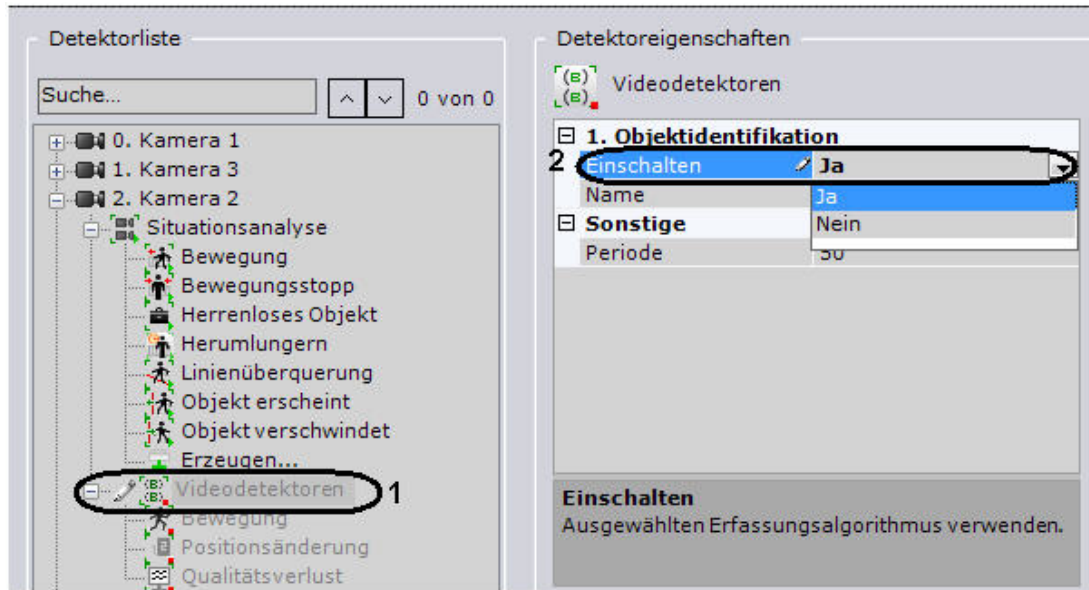 Detektorliste
Suche...
0 von 0
0. Kamera 1
1. Kamera 3
2. Kamera 2
Situationsanalyse
Bewegung
Bewegungsstopp
Herrenloses Objekt
Herumlungern
Linienüberquerung
Objekt erscheint
Objekt verschwindet
Erzeugen...
Videodetektoren 1
Bewegung
Positionsänderung
Qualitätsverlust
Detektoreigenschaften
Videodetektoren
1. Objektidentifikation
2 Einschalten Ja
Name Ja
Sonstige Nein
Periode 50
Einschalten
Ausgewählten Erfassungsalgorithmus verwenden.